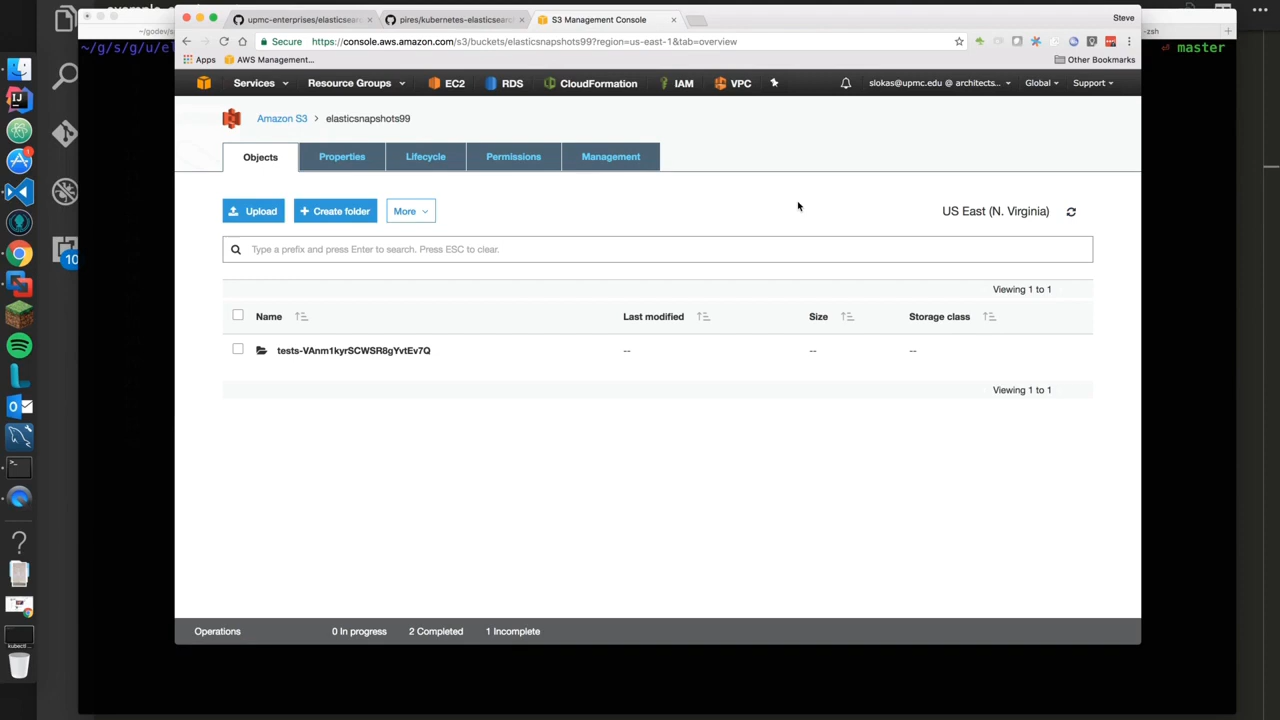 upmc-enterprises/elasticsear
pires/kubernetes-elasticsearc
S3 Management Console
Steve
-zsh
~/g/s/g/u/el
master
Secure
https://console.aws.amazon.com/s3/buckets/elasticsnapshots99?region=us-east-1&tab=overview
Apps
AWS Management...
Other Bookmarks
Services
Resource Groups
EC2
RDS
CloudFormation
IAM
VPC
slokas@upmc.edu @ architects...
Global
Support
Amazon S3 > elasticsnapshots99
Objects
Properties
Lifecycle
Permissions
Management
Upload
+ Create folder
More
US East (N. Virginia)
Type a prefix and press Enter to search. Press ESC to clear.
Viewing 1 to 1
Name
Last modified
Size
Storage class
tests-VAnm1kyrSCWSR8gYvtEv7Q
--
--
--
Viewing 1 to 1
Operations
0 In progress
2 Completed
1 Incomplete
10
kubectl